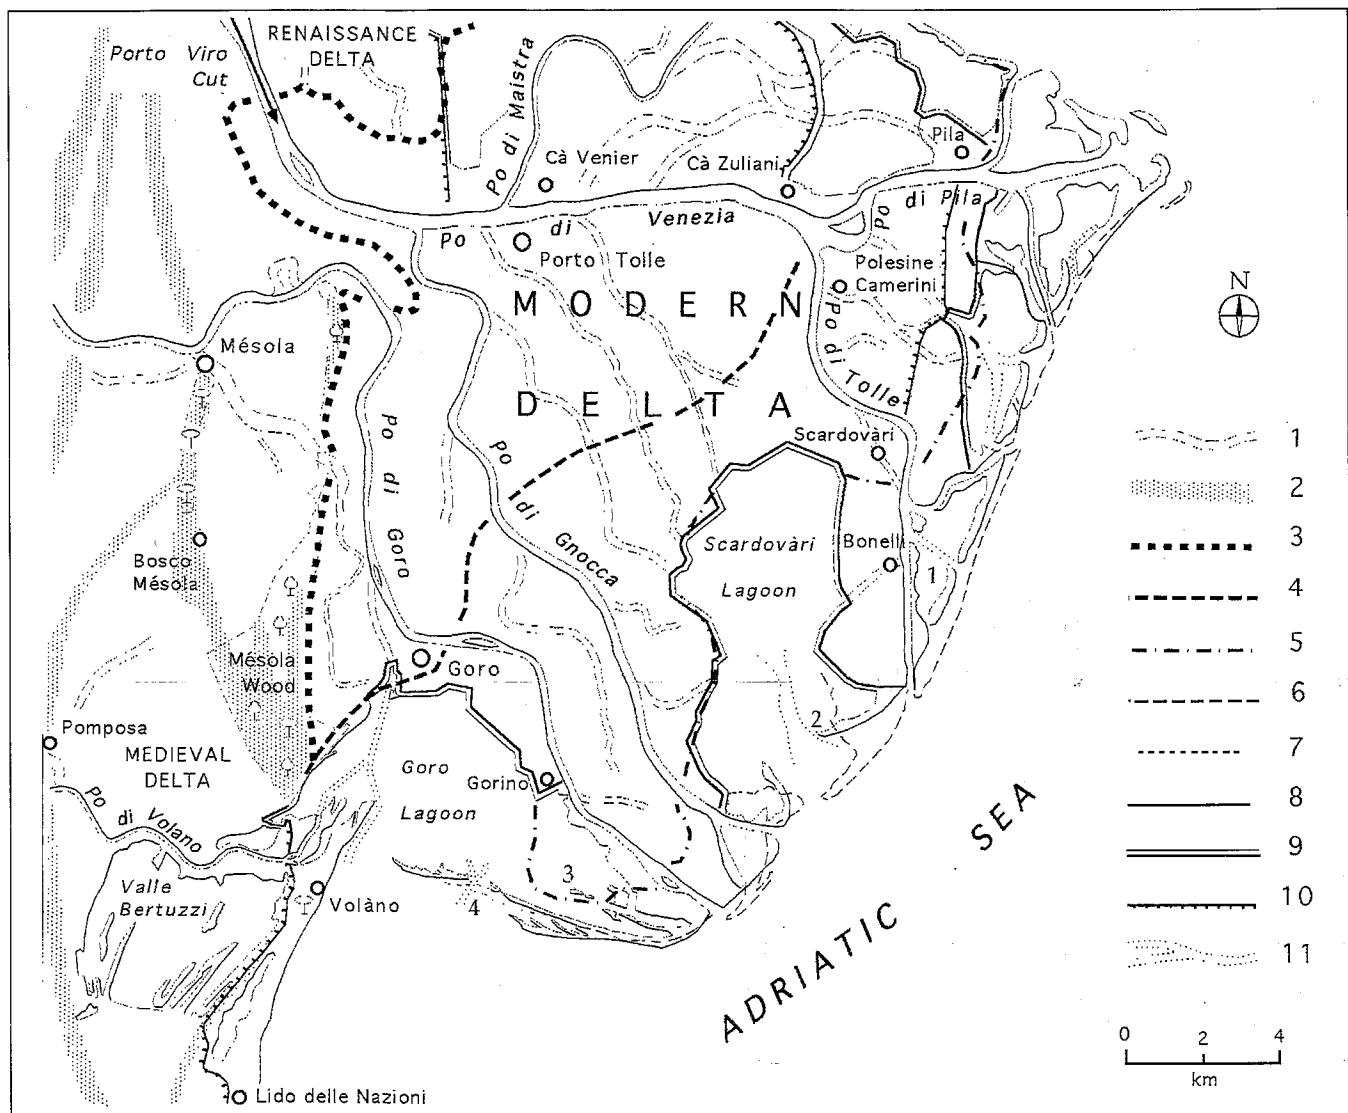 RENAISSANCE
DELTA
Porto Viro
Cut
Po di Maistra
Cà Venier
Cà Zuliani
Pila
Po di Pila
Po di Venezia
Porto Tolle
Polesine
Camerini
N
MODERN
DELTA
Mésola
Po di Tolle
Scardovàri
Po di Goro
Po di Gnocca
Scardovàri
Lagoon
Bonelli
1
Bosco
Mésola
Mésola
Wood
Goro
2
Pomposa
MEDIEVAL
DELTA
Po di Volano
Goro
Lagoon
Gorino
3
4
Valle
Bertuzzi
Volàno
ADRIATIC SEA
Lido delle Nazioni
1
2
3
4
5
6
7
8
9
10
11
0 2 4
km